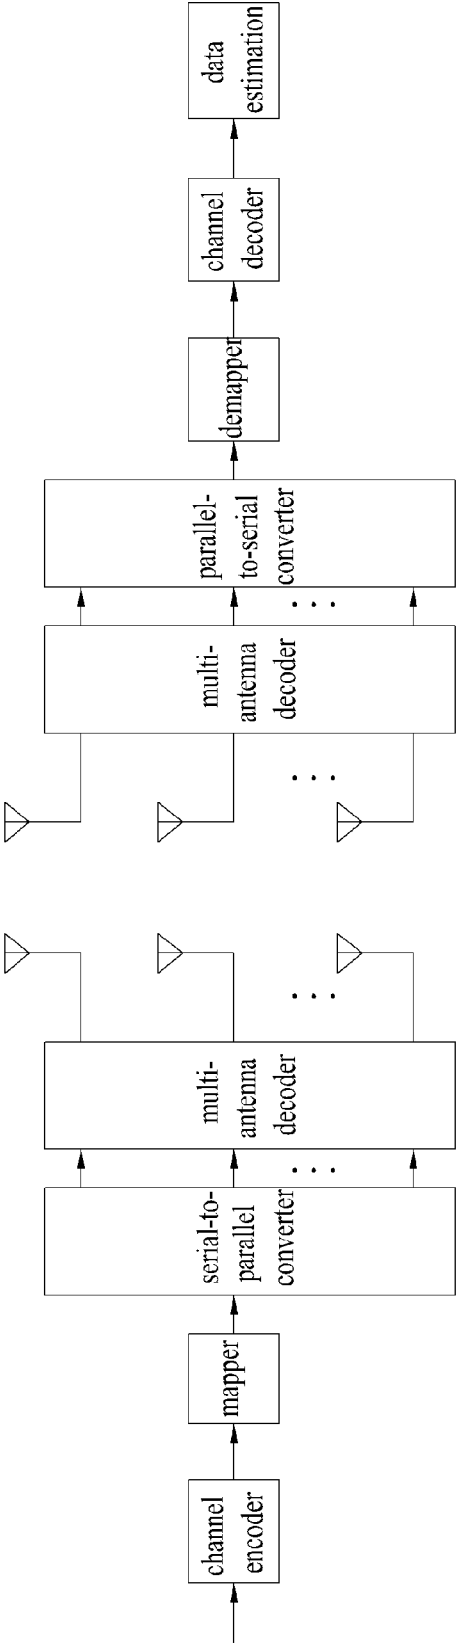 channel
encoder
mapper
serial-to-
parallel
converter
multi-
antenna
decoder
multi-
antenna
decoder
parallel-
to-serial
converter
demapper
channel
decoder
data
estimation